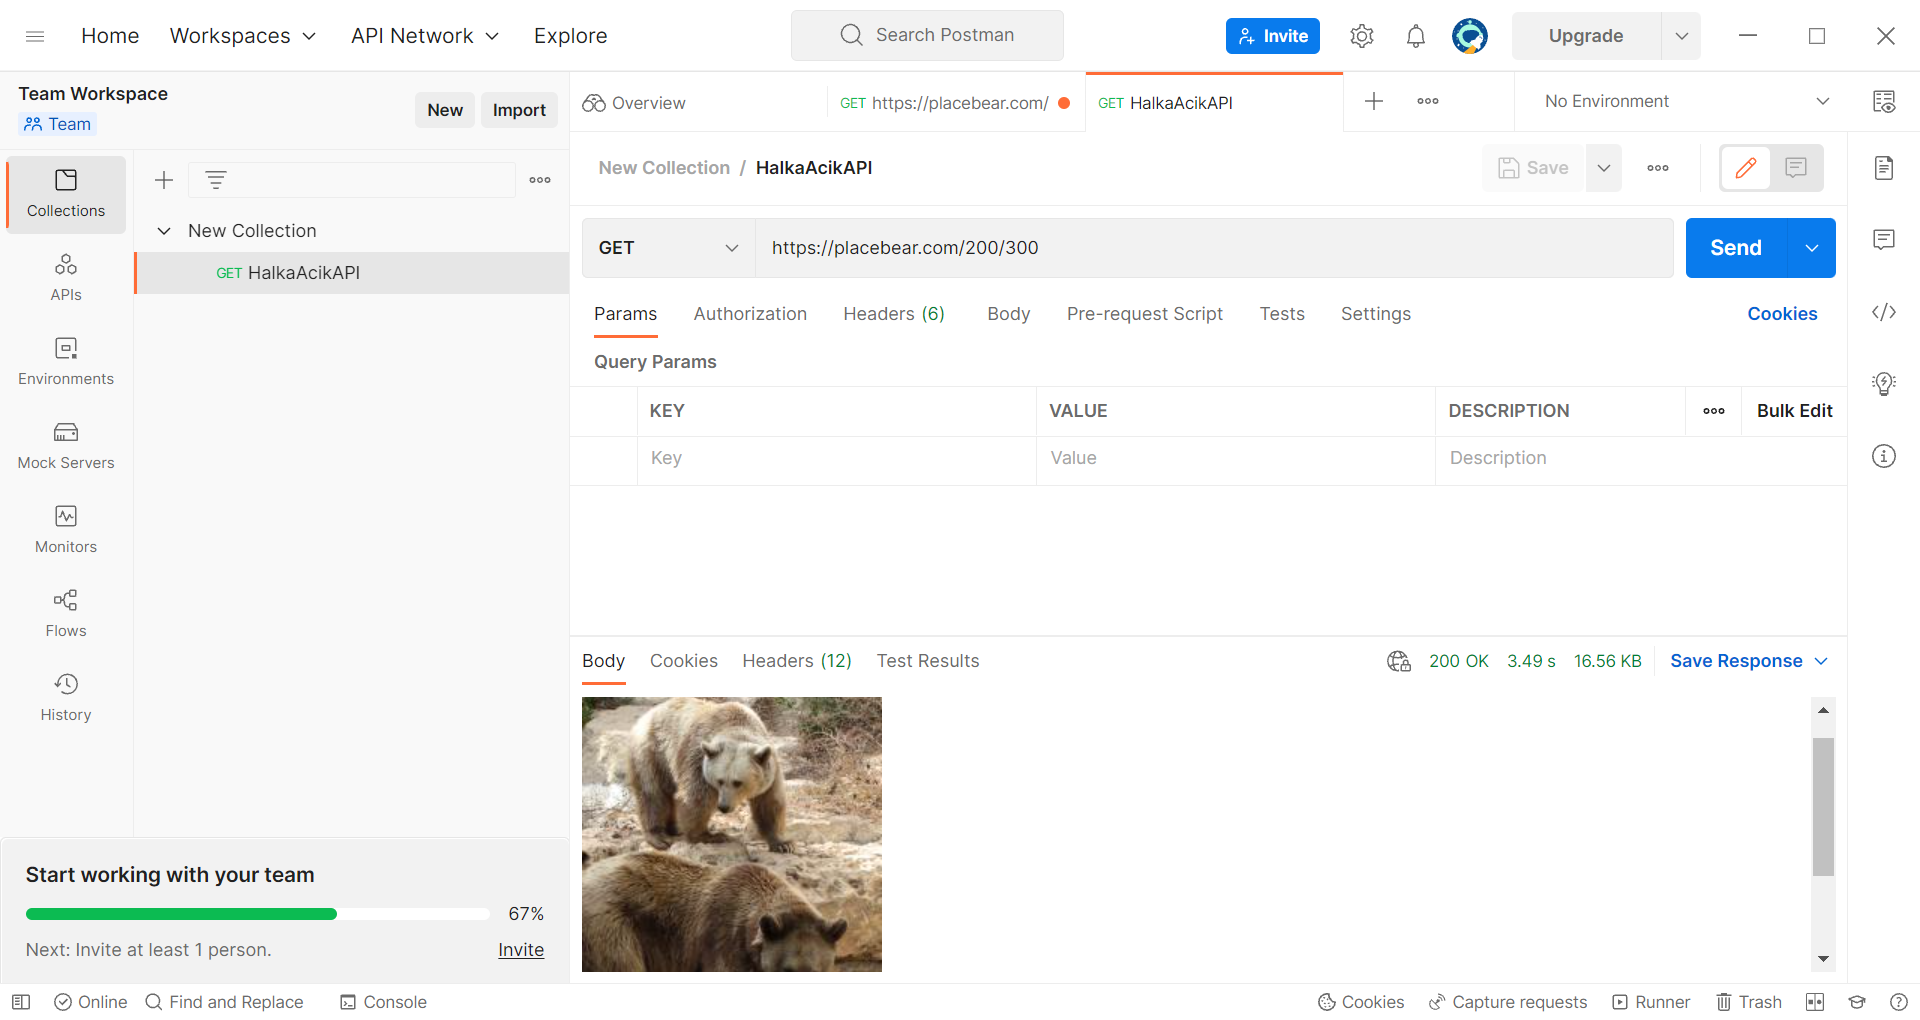 Home
Workspaces
API Network
Explore
Search Postman
Invite
Upgrade
Team Workspace
Team
New
Import
Overview
GET https://placebear.com/
GET HalkaAcikAPI
No Environment
Collections
APIs
Environments
Mock Servers
Monitors
Flows
History
New Collection
GET HalkaAcikAPI
New Collection / HalkaAcikAPI
Save
GET
https://placebear.com/200/300
Send
Params
Authorization
Headers (6)
Body
Pre-request Script
Tests
Settings
Cookies
Query Params
KEY
VALUE
DESCRIPTION
Bulk Edit
Key
Value
Description
Body
Cookies
Headers (12)
Test Results
200 OK
3.49 s
16.56 KB
Save Response
Start working with your team
67%
Next: Invite at least 1 person.
Invite
Online
Find and Replace
Console
Cookies
Capture requests
Runner
Trash